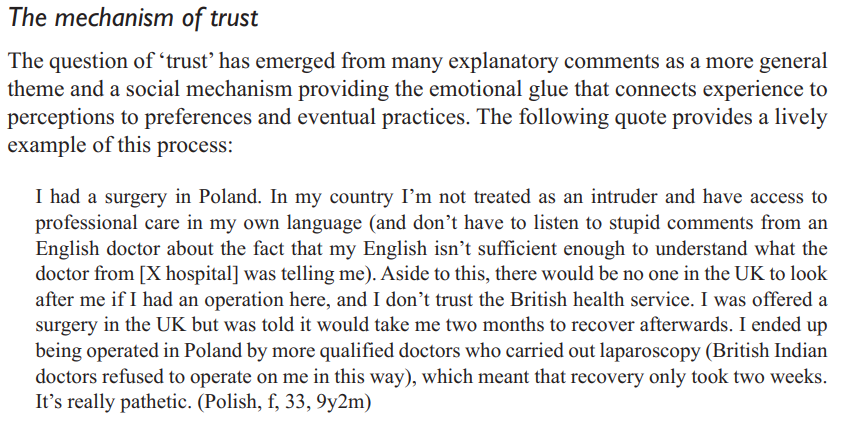 The mechanism of trust
The question of ‘trust’ has emerged from many explanatory comments as a more general
theme and a social mechanism providing the emotional glue that connects experience to
perceptions to preferences and eventual practices. The following quote provides a lively
example of this process:
I had a surgery in Poland. In my country I’m not treated as an intruder and have access to
professional care in my own language (and don’t have to listen to stupid comments from an
English doctor about the fact that my English isn’t sufficient enough to understand what the
doctor from [X hospital] was telling me). Aside to this, there would be no one in the UK to look
after me if I had an operation here, and I don’t trust the British health service. I was offered a
surgery in the UK but was told it would take me two months to recover afterwards. I ended up
being operated in Poland by more qualified doctors who carried out laparoscopy (British Indian
doctors refused to operate on me in this way), which meant that recovery only took two weeks.
It’s really pathetic. (Polish, f, 33, 9y2m)